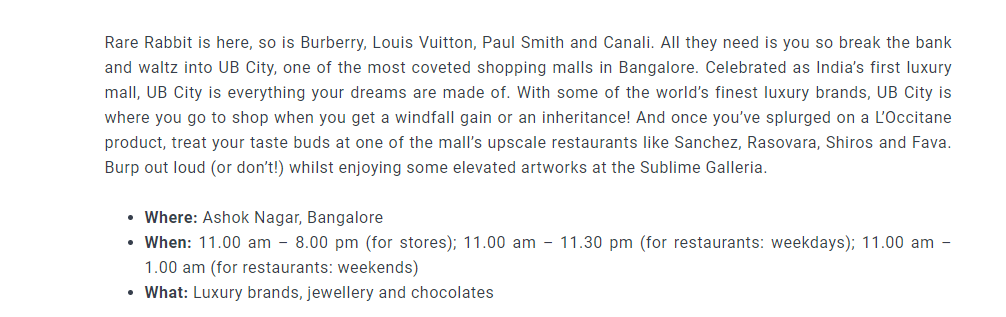 Rare Rabbit is here, so is Burberry, Louis Vuitton, Paul Smith and Canali. All they need is you so break the bank
and waltz into UB City, one of the most coveted shopping malls in Bangalore. Celebrated as India’s first luxury
mall, UB City is everything your dreams are made of. With some of the world’s finest luxury brands, UB City is
where you go to shop when you get a windfall gain or an inheritance! And once you’ve splurged on a L’Occitane
product, treat your taste buds at one of the mall’s upscale restaurants like Sanchez, Rasovara, Shiros and Fava.
Burp out loud (or don’t!) whilst enjoying some elevated artworks at the Sublime Galleria.
• Where: Ashok Nagar, Bangalore
• When: 11.00 am – 8.00 pm (for stores); 11.00 am – 11.30 pm (for restaurants: weekdays); 11.00 am –
1.00 am (for restaurants: weekends)
• What: Luxury brands, jewellery and chocolates